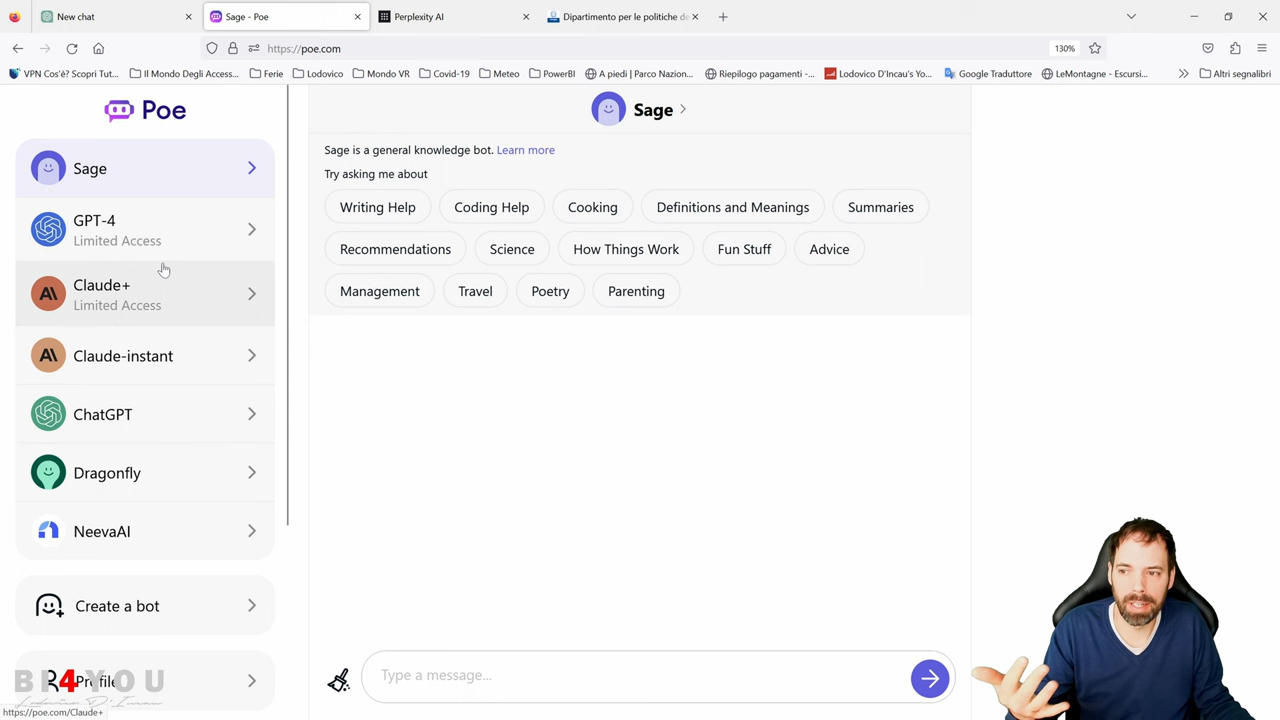 New chat
Sage - Poe
Perplexity AI
Dipartimento per le politiche de
https://poe.com
130%
VPN Cos'è? Scopri Tut...
Il Mondo Degli Access...
Ferie
Lodovico
Mondo VR
Covid-19
Meteo
PowerBI
A piedi | Parco Nazion...
Riepilogo pagamenti -...
Lodovico D'Incau's Yo...
Google Traduttore
LeMontagne - Escursi...
Altri segnalibri
Poe
Sage
GPT-4
Limited Access
Claude+
Limited Access
Claude-instant
ChatGPT
Dragonfly
NeevaAI
Create a bot
Profile
BI4YOU
Lodovico D'Incau
https://poe.com/Claude+
Sage
Sage is a general knowledge bot. Learn more
Try asking me about
Writing Help
Coding Help
Cooking
Definitions and Meanings
Summaries
Recommendations
Science
How Things Work
Fun Stuff
Advice
Management
Travel
Poetry
Parenting
Type a message...